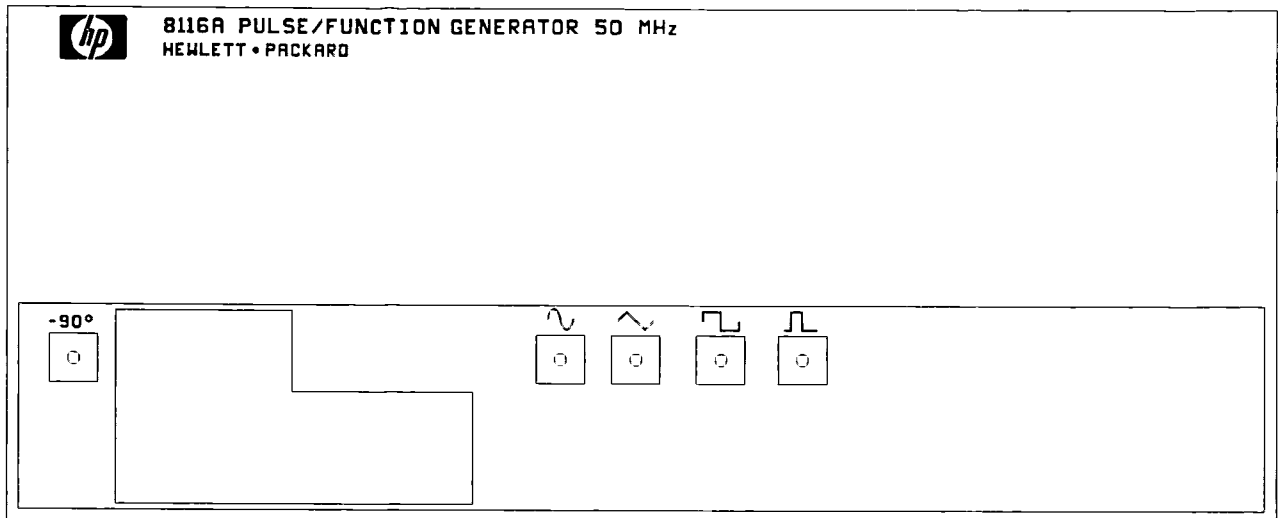 hp
8116A PULSE/FUNCTION GENERATOR 50 MHz
HEWLETT • PACKARD
-90°